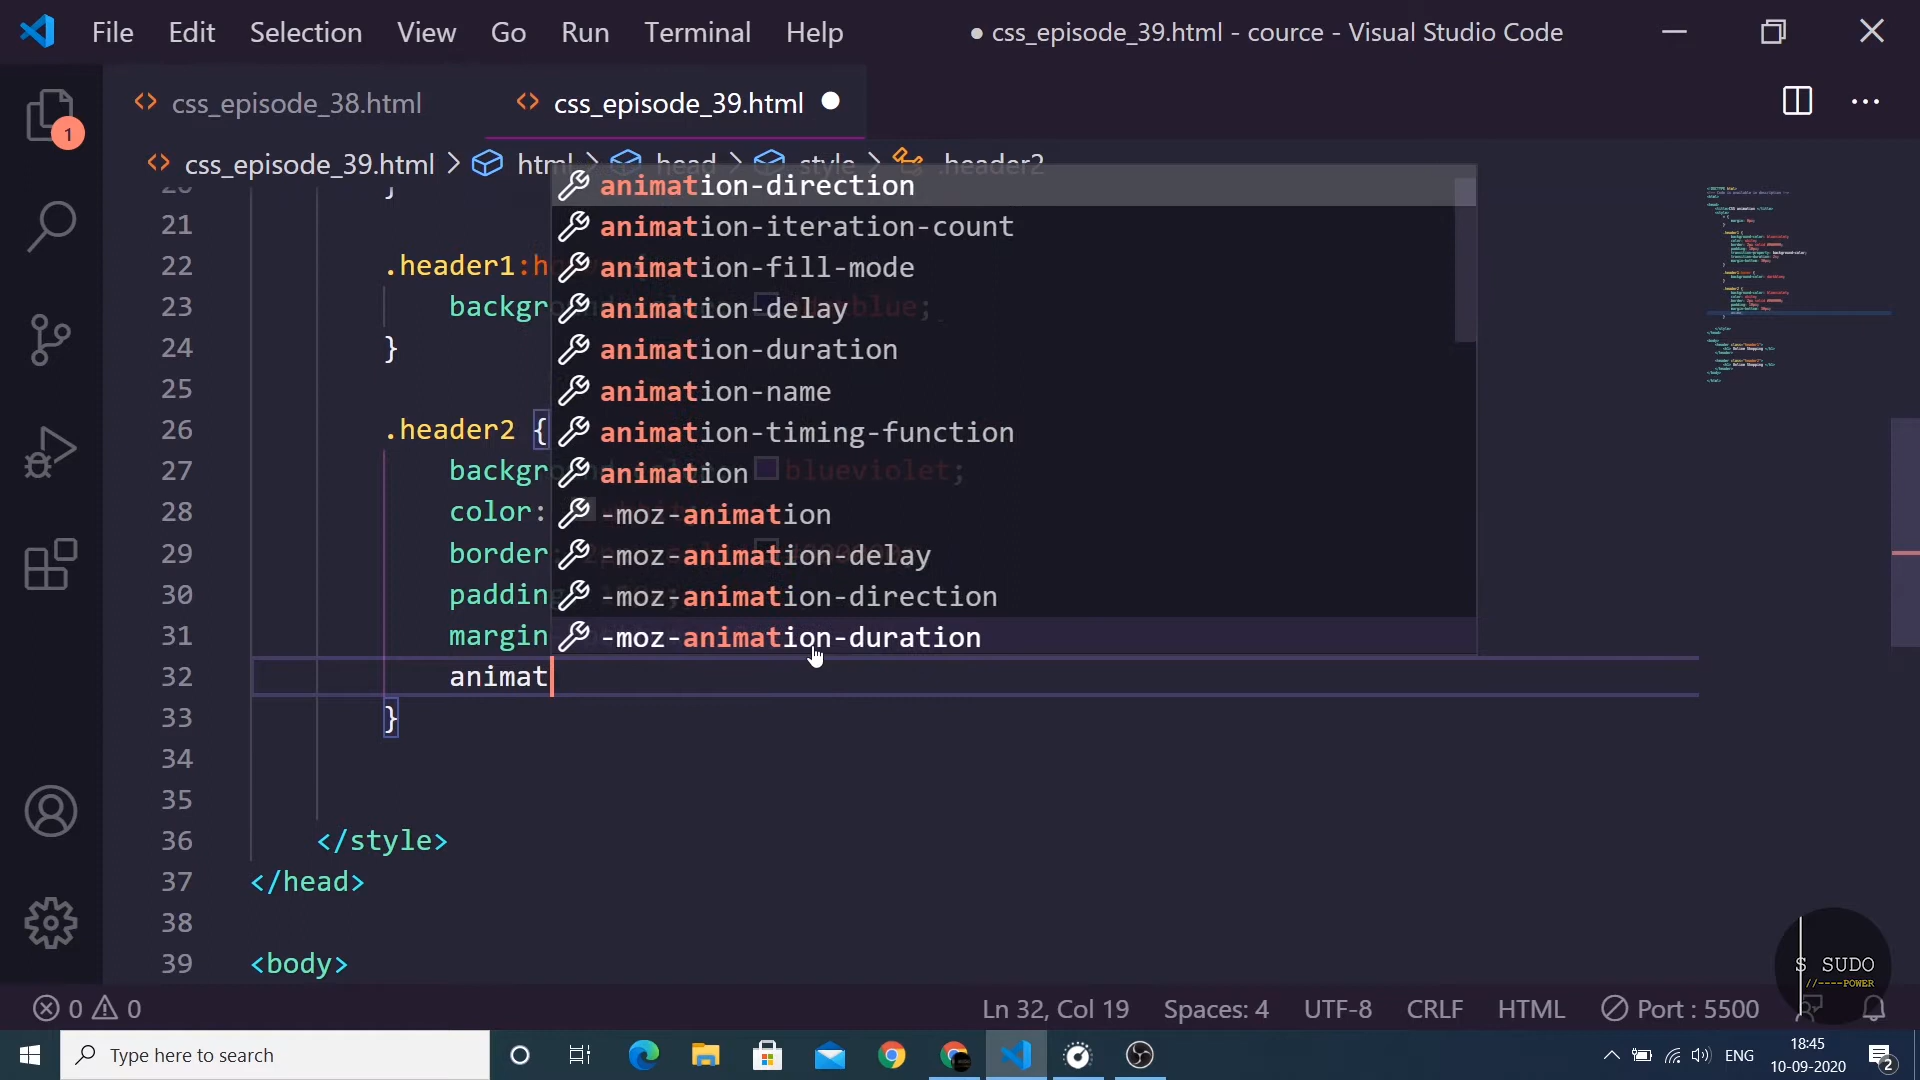 File Edit Selection View Go Run Terminal Help ● css_episode_39.html - cource - Visual Studio Code
css_episode_38.html css_episode_39.html
1
css_episode_39.html > html > head > style > .header2
20 }
21
22 .header1:h
23 backgr blue;
24 }
25
26 .header2 {
27 backgr blueviolet;
28 color:
29 border
30 paddin
31 margin
32 animat
33 }
34
35
36 </style>
37 </head>
38
39 <body>
animation-direction
animation-iteration-count
animation-fill-mode
animation-delay
animation-duration
animation-name
animation-timing-function
animation
-moz-animation
-moz-animation-delay
-moz-animation-direction
-moz-animation-duration
S SUDO
//----POWER
0 0 Ln 32, Col 19 Spaces: 4 UTF-8 CRLF HTML Port : 5500
Type here to search
ENG
18:45
10-09-2020
2